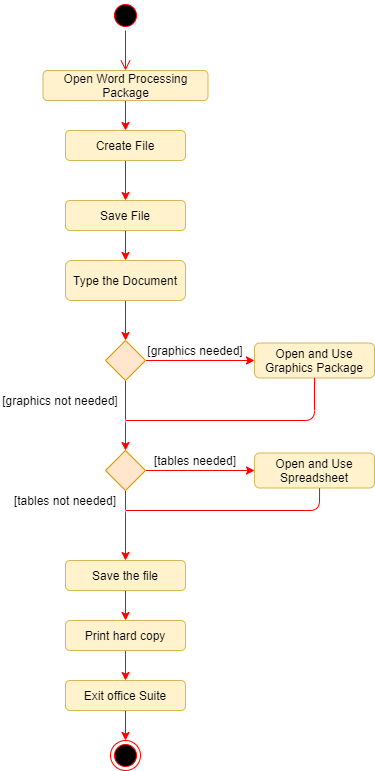 Open Word Processing
Package
Create File
Save File
Type the Document
[graphics needed]
Open and Use
Graphics Package
[graphics not needed]
[tables needed]
Open and Use
Spreadsheet
[tables not needed]
Save the file
Print hard copy
Exit office Suite